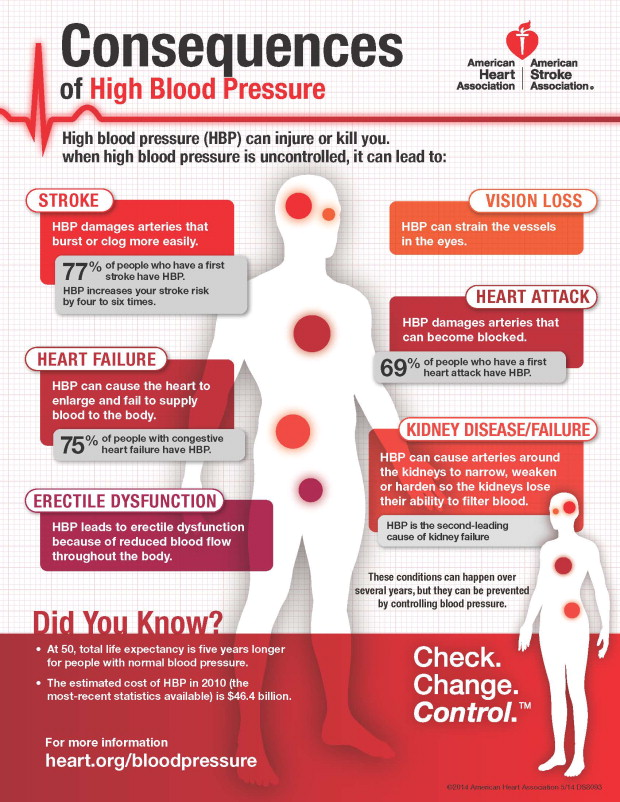 Consequences
of High Blood Pressure
American
Heart
Association
American
Stroke
Association®
High blood pressure (HBP) can injure or kill you.
when high blood pressure is uncontrolled, it can lead to:
STROKE
HBP damages arteries that
burst or clog more easily.
77% of people who have a first
stroke have HBP.
HBP increases your stroke risk
by four to six times.
VISION LOSS
HBP can strain the vessels
in the eyes.
HEART ATTACK
HBP damages arteries that
can become blocked.
69% of people who have a first
heart attack have HBP.
HEART FAILURE
HBP can cause the heart to
enlarge and fail to supply
blood to the body.
75% of people with congestive
heart failure have HBP.
KIDNEY DISEASE/FAILURE
HBP can cause arteries around
the kidneys to narrow, weaken
or harden so the kidneys lose
their ability to filter blood.
HBP is the second-leading
cause of kidney failure
ERECTILE DYSFUNCTION
HBP leads to erectile dysfunction
because of reduced blood flow
throughout the body.
These conditions can happen over
several years, but they can be prevented
by controlling blood pressure.
Did You Know?
• At 50, total life expectancy is five years longer
for people with normal blood pressure.
• The estimated cost of HBP in 2010 (the
most-recent statistics available) is $46.4 billion.
Check.
Change.
Control.™
For more information
heart.org/bloodpressure
©2014 American Heart Association 5/14